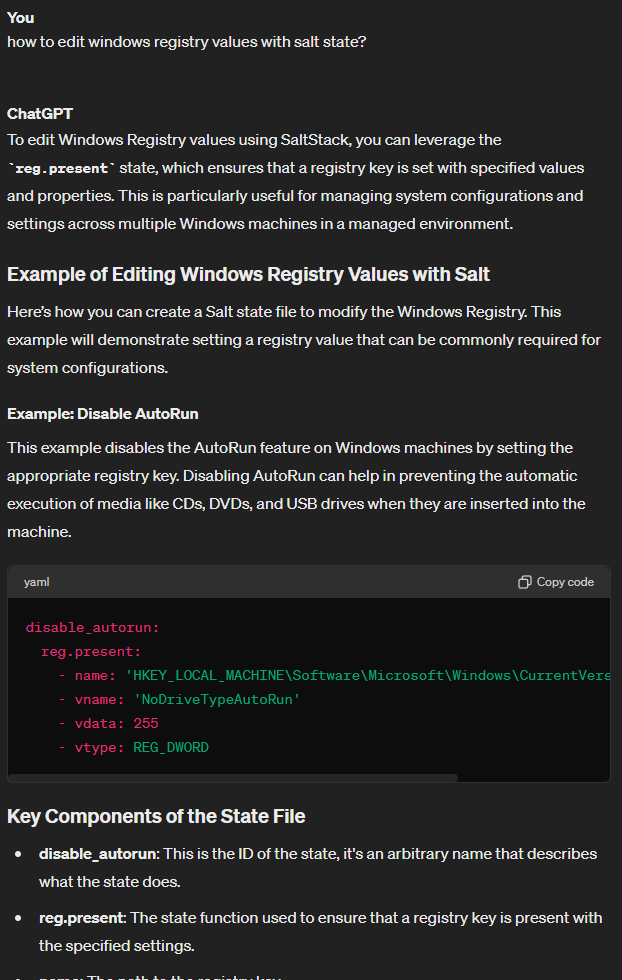 You
how to edit windows registry values with salt state?
ChatGPT
To edit Windows Registry values using SaltStack, you can leverage the
`reg.present` state, which ensures that a registry key is set with specified values
and properties. This is particularly useful for managing system configurations and
settings across multiple Windows machines in a managed environment.
Example of Editing Windows Registry Values with Salt
Here's how you can create a Salt state file to modify the Windows Registry. This
example will demonstrate setting a registry value that can be commonly required for
system configurations.
Example: Disable AutoRun
This example disables the AutoRun feature on Windows machines by setting the
appropriate registry key. Disabling AutoRun can help in preventing the automatic
execution of media like CDs, DVDs, and USB drives when they are inserted into the
machine.
yaml Copy code
disable_autorun:
reg.present:
- name: 'HKEY_LOCAL_MACHINE\Software\Microsoft\Windows\CurrentVers
- vname: 'NoDriveTypeAutoRun'
- vdata: 255
- vtype: REG_DWORD
Key Components of the State File
• disable_autorun: This is the ID of the state, it's an arbitrary name that describes
what the state does.
• reg.present: The state function used to ensure that a registry key is present with
the specified settings.
• name: The path to the registry key